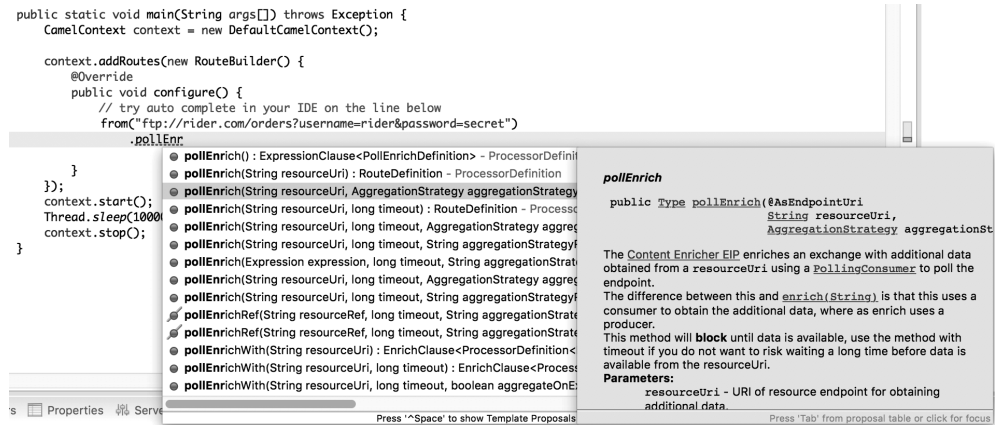 public static void main(String args[]) throws Exception {
CamelContext context = new DefaultCamelContext();
context.addRoutes(new RouteBuilder() {
@Override
public void configure() {
// try auto complete in your IDE on the line below
from("ftp://rider.com/orders?username=rider&password=secret")
.pollEnr
}
});
context.start();
Thread.sleep(10000
context.stop();
}
pollEnrich() : ExpressionClause<PollEnrichDefinition> - ProcessorDefinit
pollEnrich(String resourceUri) : RouteDefinition - ProcessorDefinition
pollEnrich(String resourceUri, AggregationStrategy aggregationStrategy
pollEnrich(String resourceUri, long timeout) : RouteDefinition - Processo
pollEnrich(String resourceUri, long timeout, AggregationStrategy aggreg
pollEnrich(String resourceUri, long timeout, String aggregationStrategyR
pollEnrich(Expression expression, long timeout, String aggregationStrate
pollEnrich(String resourceUri, long timeout, AggregationStrategy aggreg
pollEnrich(String resourceUri, long timeout, String aggregationStrategyR
pollEnrichRef(String resourceRef, long timeout, String aggregationStrate
pollEnrichRef(String resourceRef, long timeout, String aggregationStrate
pollEnrichWith(String resourceUri) : EnrichClause<ProcessorDefinition<
pollEnrichWith(String resourceUri, long timeout) : EnrichClause<Process
pollEnrichWith(String resourceUri, long timeout, boolean aggregateOnEx
Press '^Space' to show Template Proposals
pollEnrich
public Type pollEnrich(@AsEndpointUri
String resourceUri,
AggregationStrategy aggregationSt
The Content Enricher EIP enriches an exchange with additional data
obtained from a resourceUri using a PollingConsumer to poll the
endpoint.
The difference between this and enrich(String) is that this uses a
consumer to obtain the additional data, where as enrich uses a
producer.
This method will block until data is available, use the method with
timeout if you do not want to risk waiting a long time before data is
available from the resourceUri.
Parameters:
resourceUri - URI of resource endpoint for obtaining
additional data.
Press 'Tab' from proposal table or click for focus
rs Properties Serve